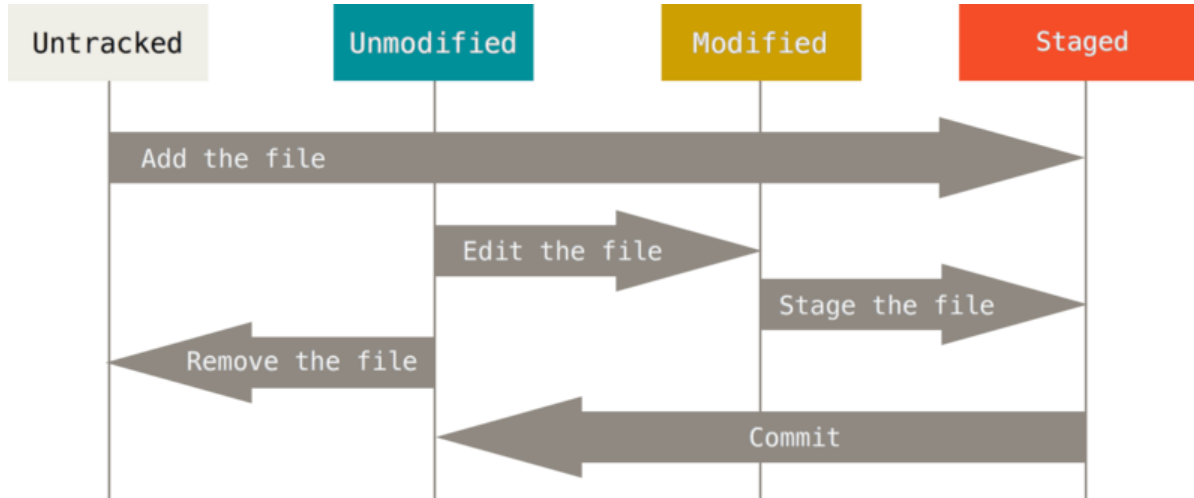 Untracked
Unmodified
Modified
Staged
Add the file
Edit the file
Stage the file
Remove the file
Commit